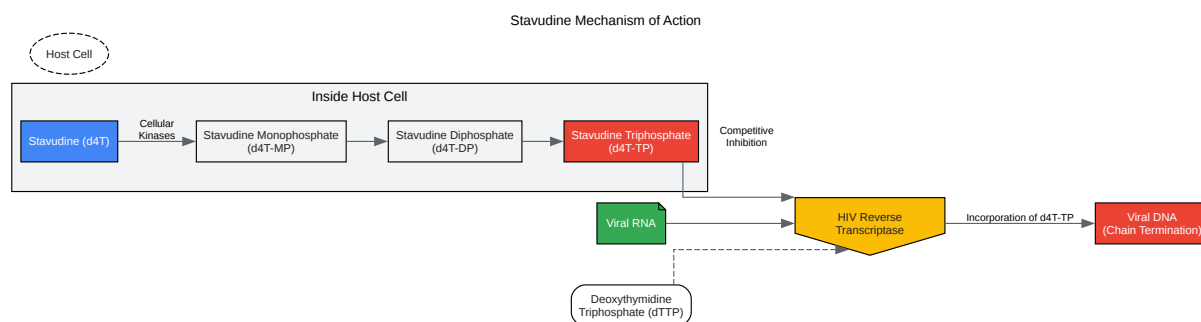 Stavudine Mechanism of Action
Host Cell
Inside Host Cell
Stavudine (d4T)
Cellular
Kinases
Stavudine Monophosphate
(d4T-MP)
Stavudine Diphosphate
(d4T-DP)
Stavudine Triphosphate
(d4T-TP)
Competitive
Inhibition
Viral RNA
HIV Reverse
Transcriptase
Incorporation of d4T-TP
Viral DNA
(Chain Termination)
Deoxythymidine
Triphosphate (dTTP)